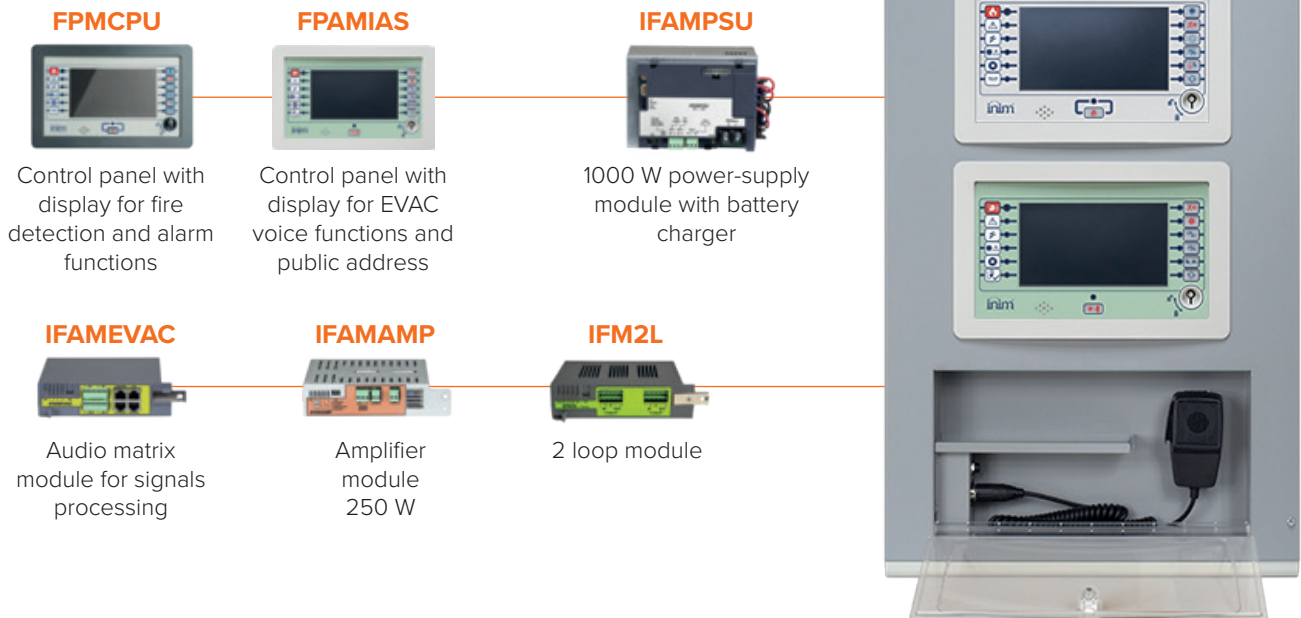 FPMCPU
Control panel with
display for fire
detection and alarm
functions
FPAMIAS
Control panel with
display for EVAC
voice functions and
public address
IFAMPSU
1000 W power-supply
module with battery
charger
IFAMEVAC
Audio matrix
module for signals
processing
IFAMAMP
Amplifier
module
250 W
IFM2L
2 loop module
inim
inim
inim
inim